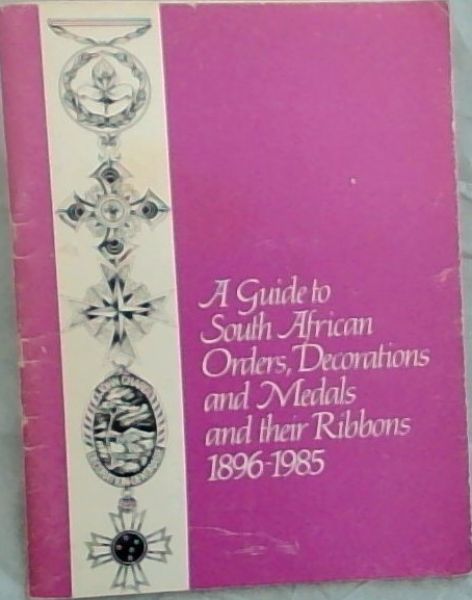 A Guide to
South African
Orders, Decorations
and Medals
and their Ribbons
1896-1985